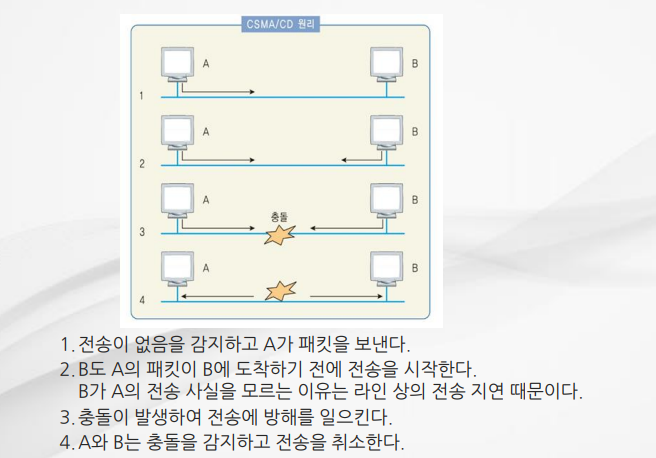 CSMA/CD 원리
A
B
1
A
B
2
A
B
충돌
3
A
B
4
1. 전송이 없음을 감지하고 A가 패킷을 보낸다.
2. B도 A의 패킷이 B에 도착하기 전에 전송을 시작한다.
B가 A의 전송 사실을 모르는 이유는 라인 상의 전송 지연 때문이다.
3. 충돌이 발생하여 전송에 방해를 일으킨다.
4. A와 B는 충돌을 감지하고 전송을 취소한다.